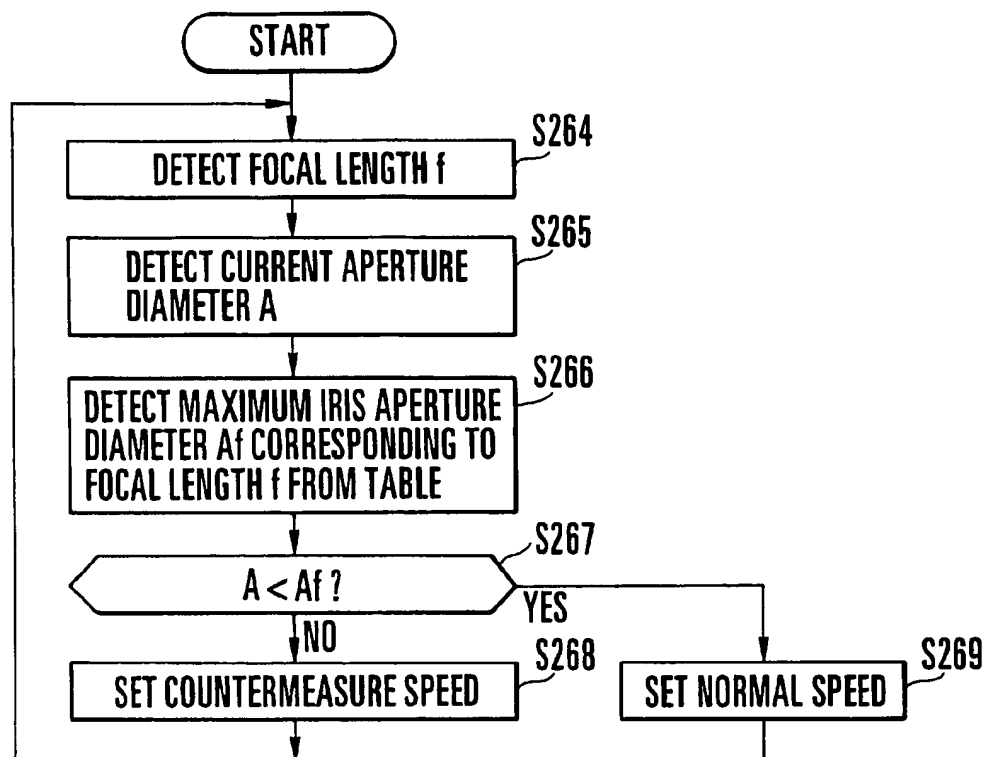 START
S264
DETECT FOCAL LENGTH f
S265
DETECT CURRENT APERTURE
DIAMETER A
S266
DETECT MAXIMUM IRIS APERTURE
DIAMETER Af CORRESPONDING TO
FOCAL LENGTH f FROM TABLE
S267
A < Af ?
YES
NO
S268
SET COUNTERMEASURE SPEED
S269
SET NORMAL SPEED